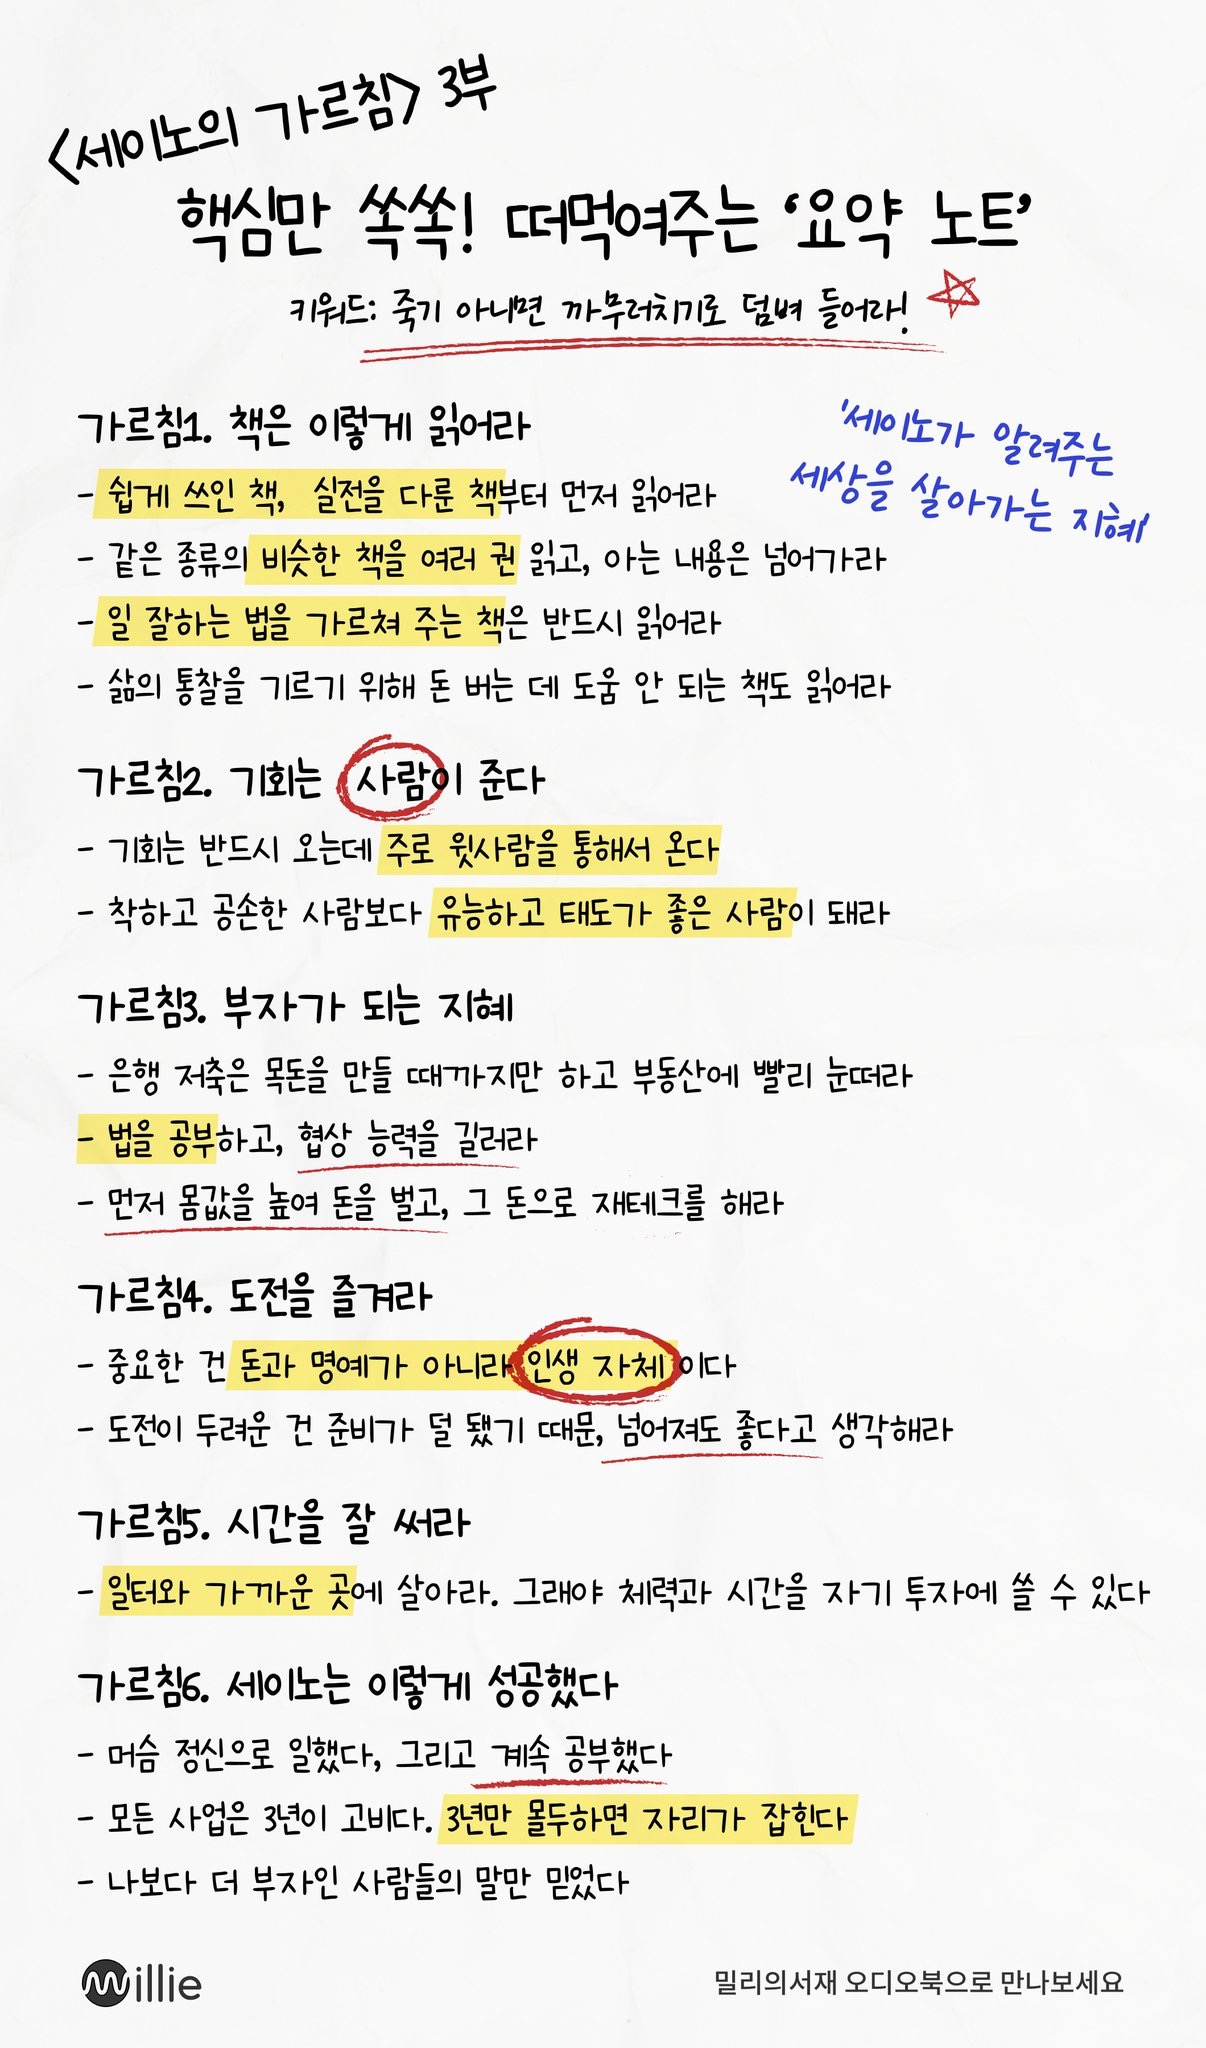 <세이노의 가르침> 3부
핵심만 쏙쏙! 떠먹여주는 ‘요약 노트’
키워드: 죽기 아니면 까무러치기로 덤벼 들어라!
'세이노가 알려주는
세상을 살아가는 지혜'
가르침1. 책은 이렇게 읽어라
- 쉽게 쓰인 책, 실전을 다룬 책부터 먼저 읽어라
- 같은 종류의 비슷한 책을 여러 권 읽고, 아는 내용은 넘어가라
- 일 잘하는 법을 가르쳐 주는 책은 반드시 읽어라
- 삶의 통찰을 기르기 위해 돈 버는 데 도움 안 되는 책도 읽어라
가르침2. 기회는 사람이 준다
- 기회는 반드시 오는데 주로 윗사람을 통해서 온다
- 착하고 공손한 사람보다 유능하고 태도가 좋은 사람이 돼라
가르침3. 부자가 되는 지혜
- 은행 저축은 목돈을 만들 때까지만 하고 부동산에 빨리 눈떠라
- 법을 공부하고, 협상 능력을 길러라
- 먼저 몸값을 높여 돈을 벌고, 그 돈으로 재테크를 해라
가르침4. 도전을 즐겨라
- 중요한 건 돈과 명예가 아니라 인생 자체이다
- 도전이 두려운 건 준비가 덜 됐기 때문, 넘어져도 좋다고 생각해라
가르침5. 시간을 잘 써라
- 일터와 가까운 곳에 살아라. 그래야 체력과 시간을 자기 투자에 쓸 수 있다
가르침6. 세이노는 이렇게 성공했다
- 머슴 정신으로 일했다, 그리고 계속 공부했다
- 모든 사업은 3년이 고비다. 3년만 몰두하면 자리가 잡힌다
- 나보다 더 부자인 사람들의 말만 믿었다
Millie
밀리의서재 오디오북으로 만나보세요